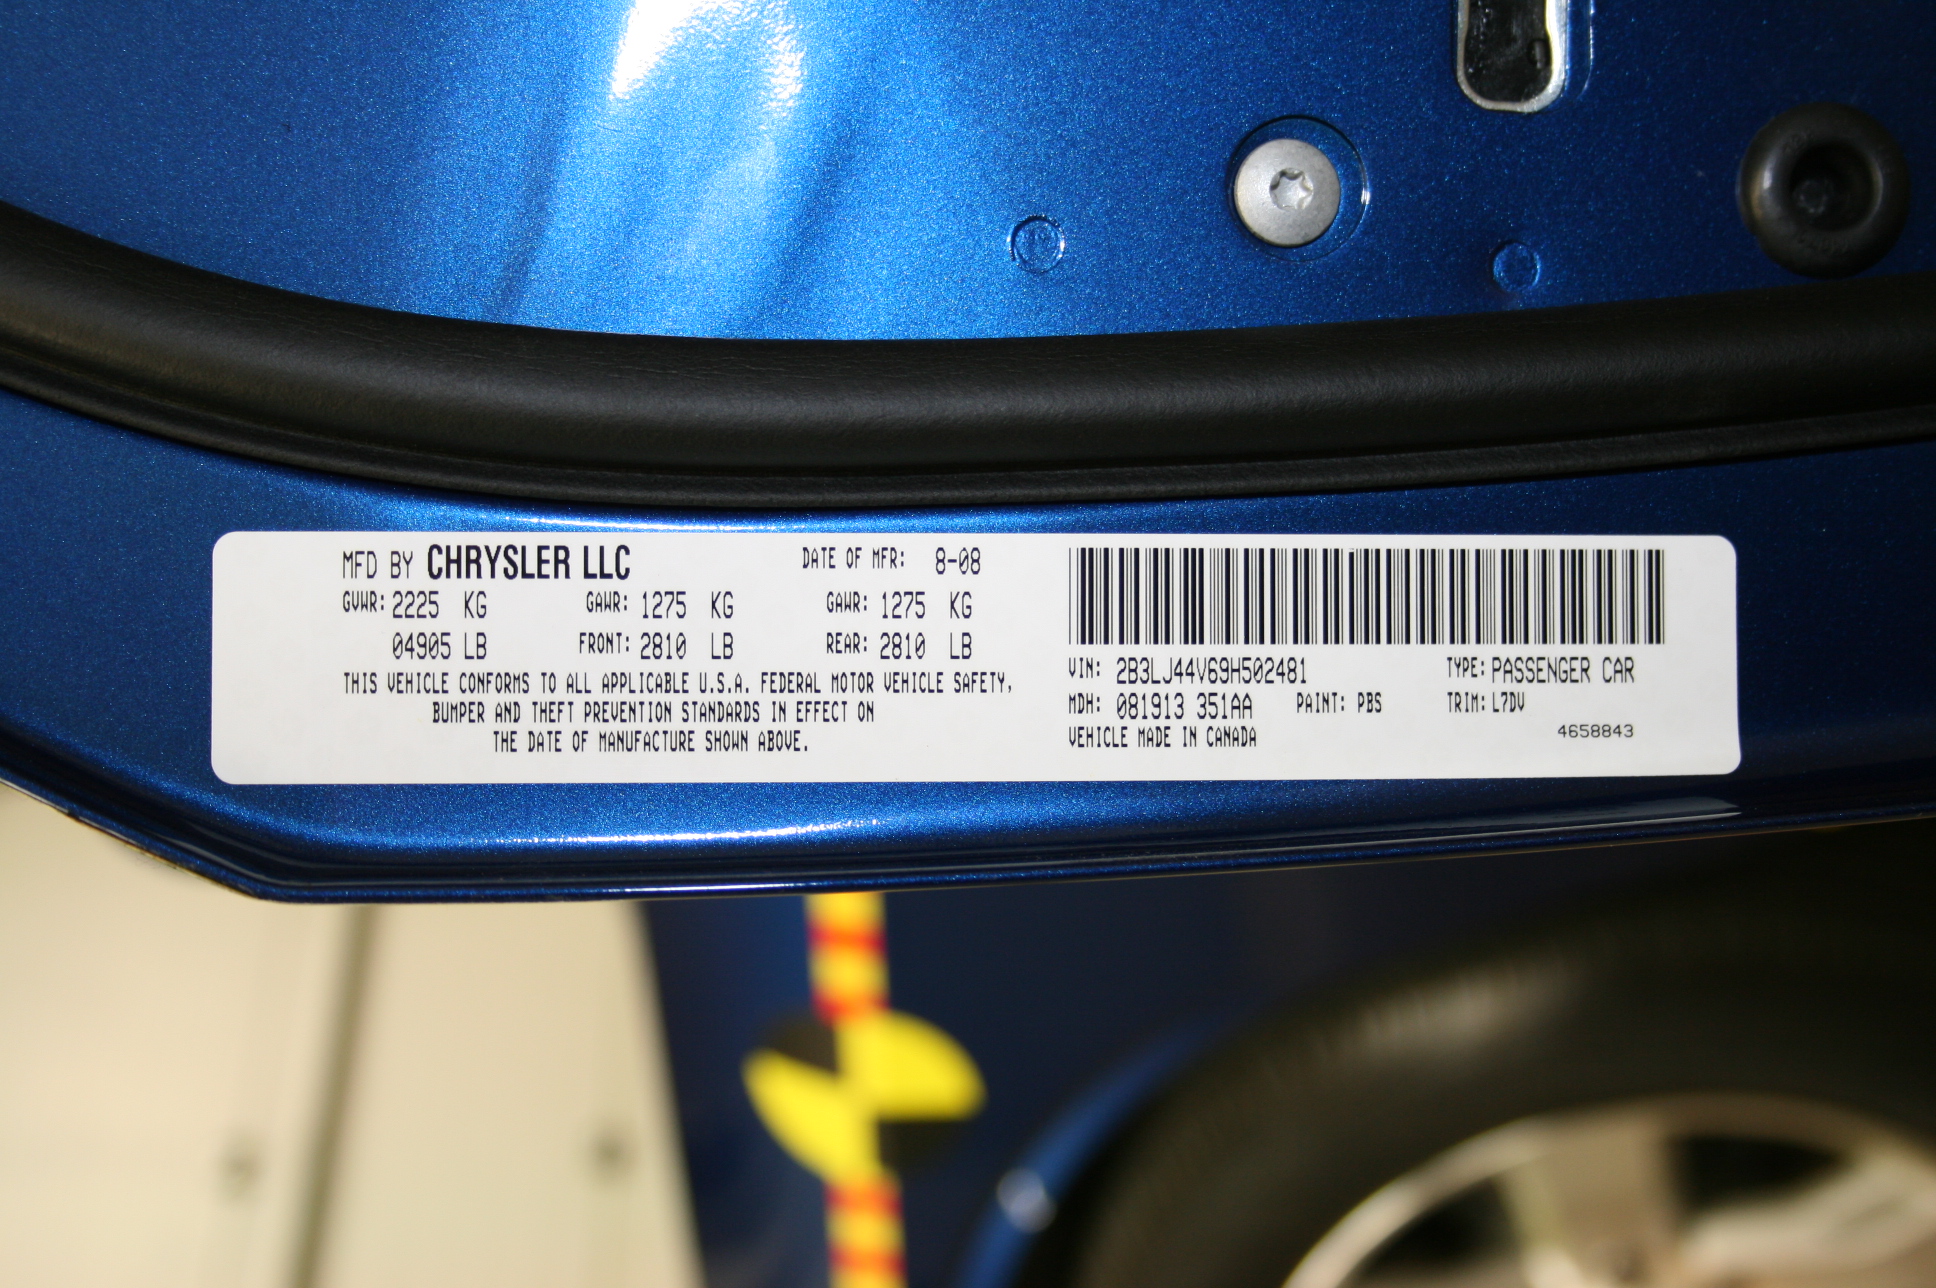 MFD BY CHRYSLER LLC DATE OF MFR: 8-08
GVWR: 2225 KG GAWR: 1275 KG GAWR: 1275 KG
04905 LB FRONT: 2810 LB REAR: 2810 LB
THIS VEHICLE CONFORMS TO ALL APPLICABLE U.S.A. FEDERAL MOTOR VEHICLE SAFETY,
BUMPER AND THEFT PREVENTION STANDARDS IN EFFECT ON
THE DATE OF MANUFACTURE SHOWN ABOVE.
VIN: 2B3LJ44V69H502481 TYPE: PASSENGER CAR
MDH: 081913 351AA PAINT: PBS TRIM: L7DV
VEHICLE MADE IN CANADA 4658843